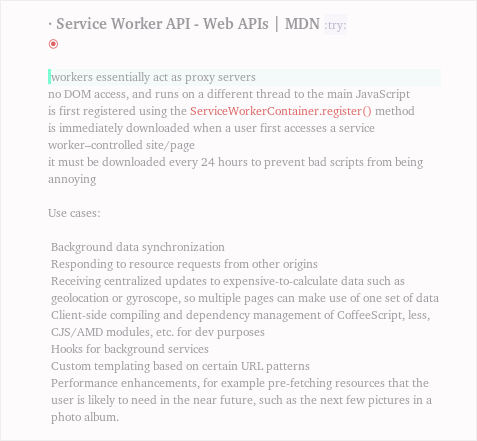 · Service Worker API - Web APIs | MDN :try:
workers essentially act as proxy servers
no DOM access, and runs on a different thread to the main JavaScript
is first registered using the ServiceWorkerContainer.register() method
is immediately downloaded when a user first accesses a service
worker–controlled site/page
it must be downloaded every 24 hours to prevent bad scripts from being
annoying
Use cases:
Background data synchronization
Responding to resource requests from other origins
Receiving centralized updates to expensive-to-calculate data such as
geolocation or gyroscope, so multiple pages can make use of one set of data
Client-side compiling and dependency management of CoffeeScript, less,
CJS/AMD modules, etc. for dev purposes
Hooks for background services
Custom templating based on certain URL patterns
Performance enhancements, for example pre-fetching resources that the
user is likely to need in the near future, such as the next few pictures in a
photo album.